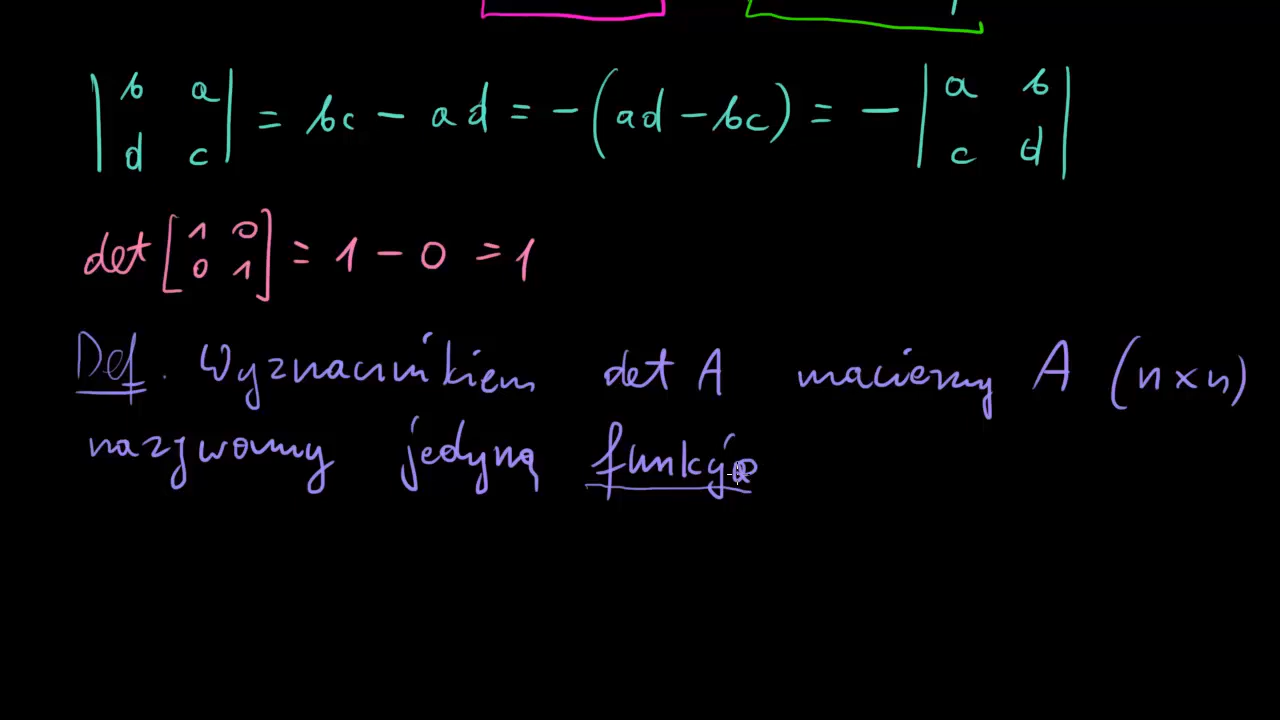 | b a | = bc - ad = -(ad - bc) = - | a b |
| d c | | c d |
det [ 1 0 ] = 1 - 0 = 1
[ 0 1 ]
Def. Wyznacznikiem det A macierzy A (n×n)
nazywamy jedyną funkcję